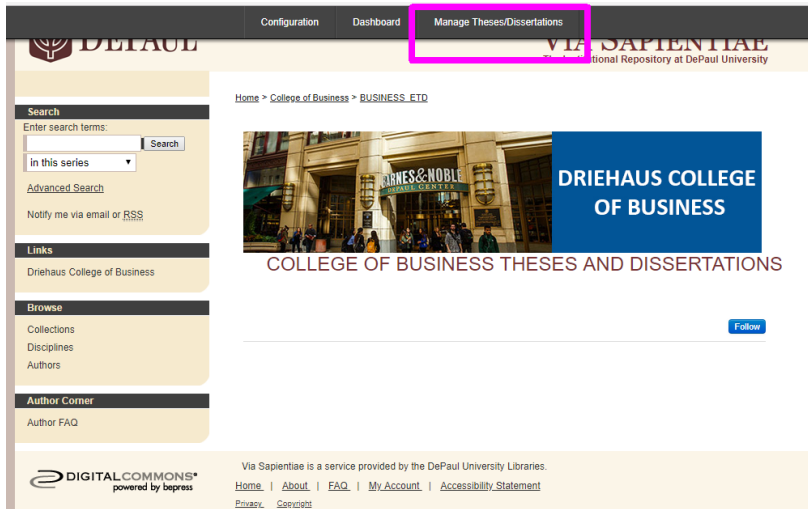 Configuration Dashboard Manage Theses/Dissertations
DEPAUL
VIA SAPIENTIAE
The Institutional Repository at DePaul University
Home > College of Business > BUSINESS_ETD
Search
Enter search terms:
Search
in this series
Advanced Search
Notify me via email or RSS
Links
Driehaus College of Business
Browse
Collections
Disciplines
Authors
Author Corner
Author FAQ
BARNES&NOBLE
DEPAUL CENTER
DRIEHAUS COLLEGE
OF BUSINESS
COLLEGE OF BUSINESS THESES AND DISSERTATIONS
Follow
DIGITALCOMMONS
powered by bepress
Via Sapientiae is a service provided by the DePaul University Libraries.
Home | About | FAQ | My Account | Accessibility Statement
Privacy Copyright